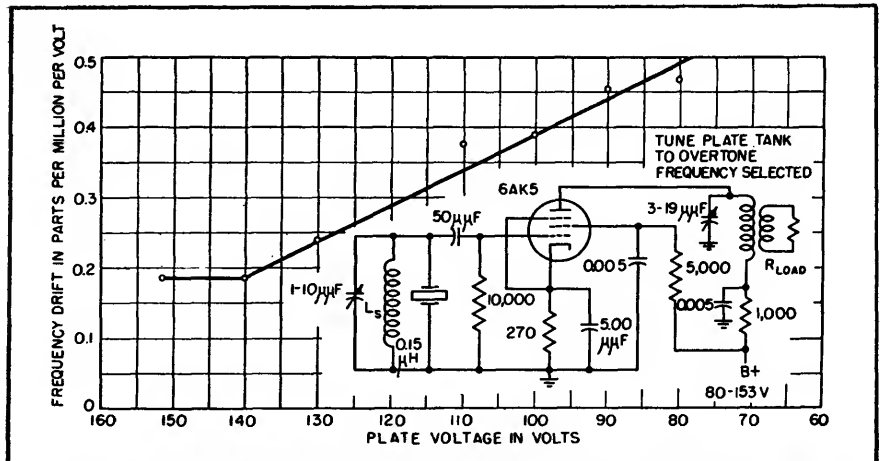 FREQUENCY DRIFT IN PARTS PER MILLION PER VOLT
0.5
0.4
0.3
0.2
0.1
0
160
150
140
130
120
110
100
90
80
70
60
PLATE VOLTAGE IN VOLTS
TUNE PLATE TANK
TO OVERTONE
FREQUENCY SELECTED
6AK5
50μμF
3-19μμF
1-10μμF
LS
0.15
μH
10,000
270
5.00
μμF
0.005
5,000
0.005
1,000
RLOAD
B+
80-153V